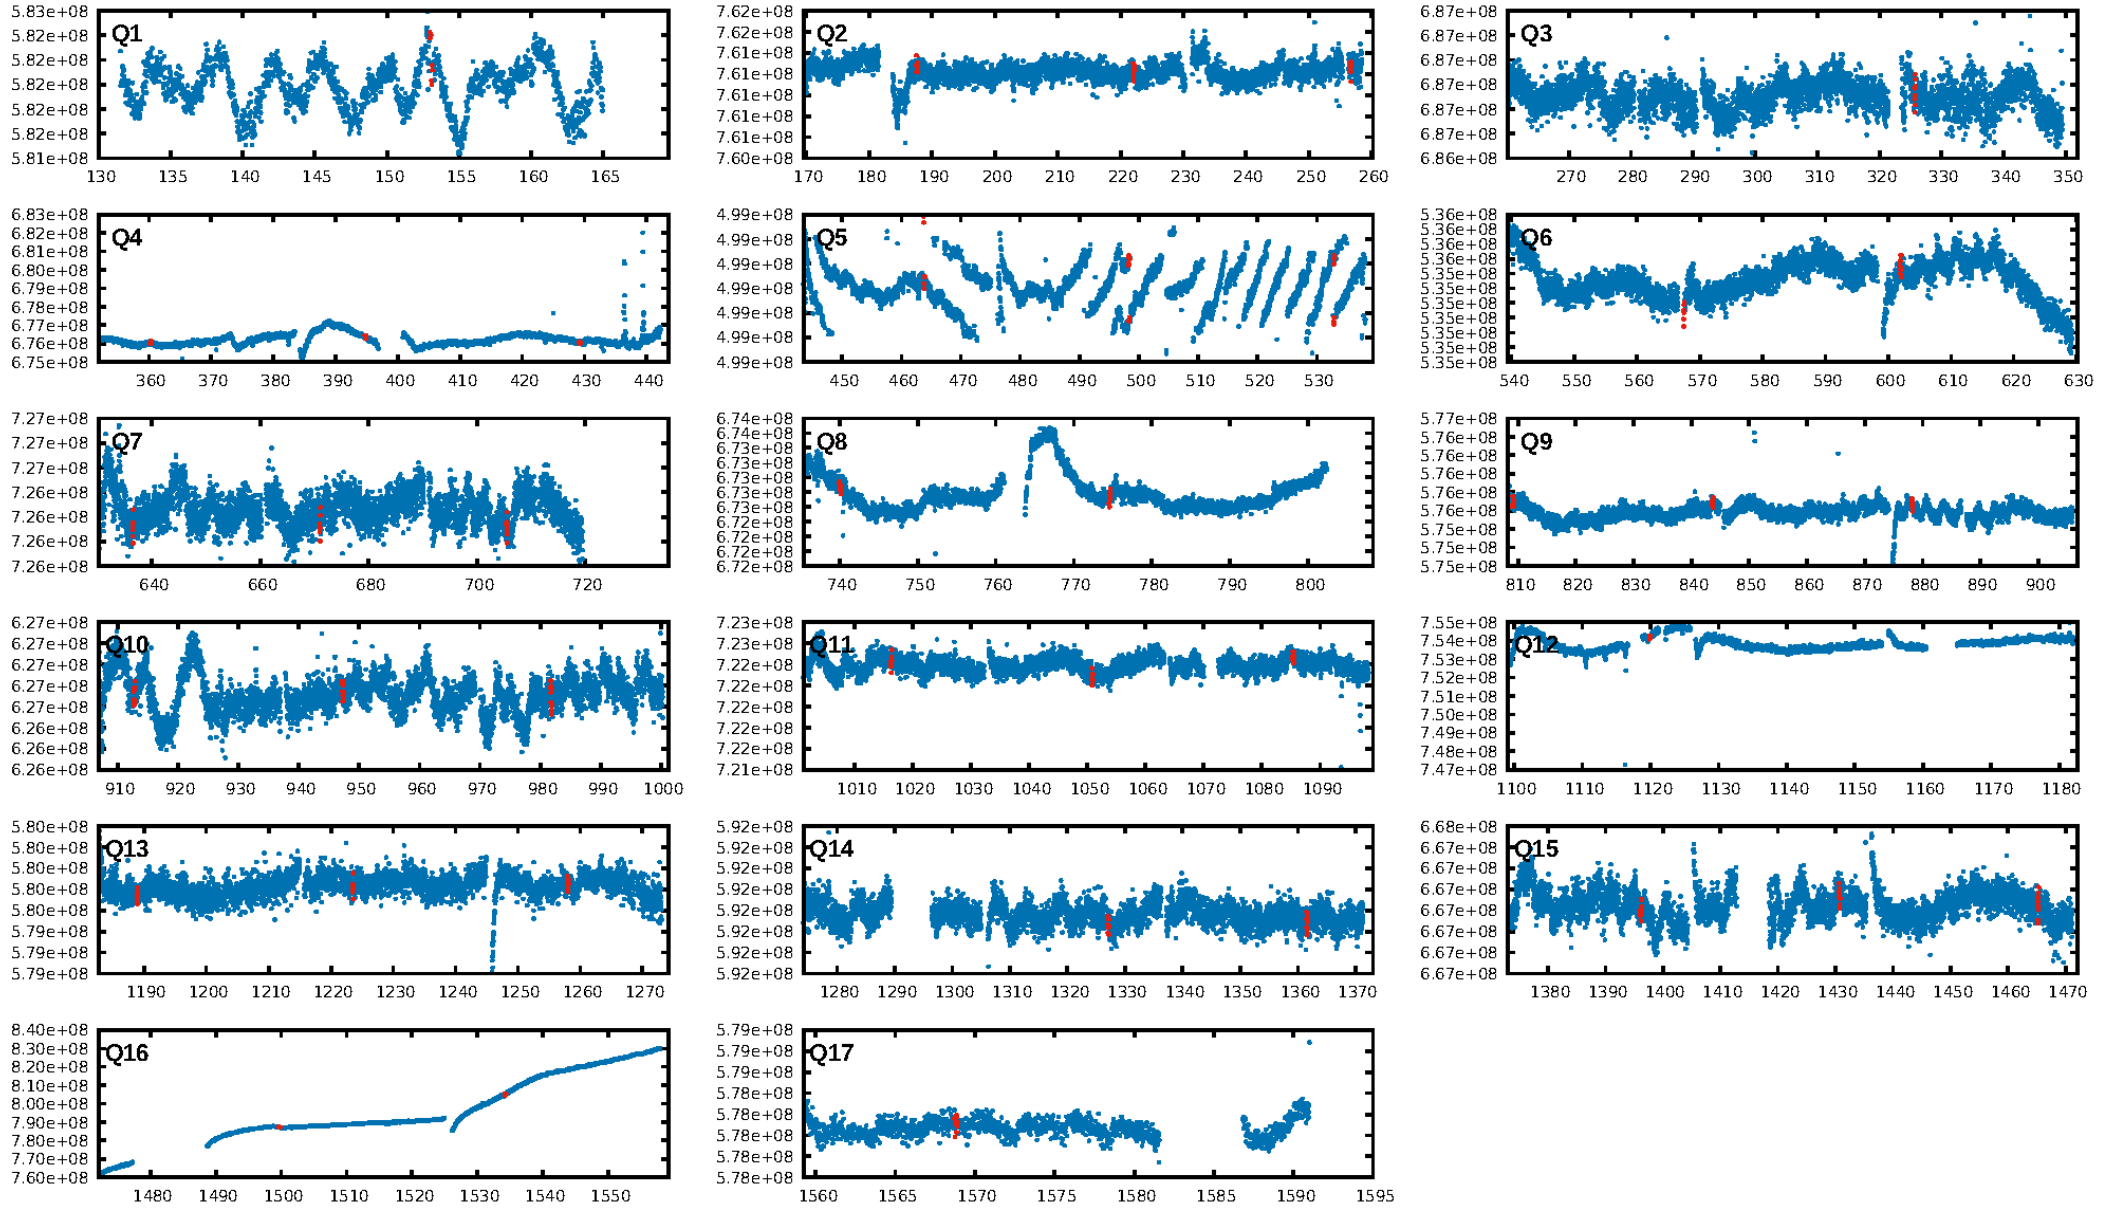 Q1
5.83e+08
5.82e+08
5.82e+08
5.82e+08
5.82e+08
5.82e+08
5.81e+08
130 135 140 145 150 155 160 165
Q2
7.62e+08
7.62e+08
7.61e+08
7.61e+08
7.61e+08
7.61e+08
7.61e+08
7.60e+08
170 180 190 200 210 220 230 240 250 260
Q3
6.87e+08
6.87e+08
6.87e+08
6.87e+08
6.87e+08
6.87e+08
6.86e+08
270 280 290 300 310 320 330 340 350
Q4
6.83e+08
6.82e+08
6.81e+08
6.80e+08
6.79e+08
6.78e+08
6.77e+08
6.76e+08
6.75e+08
360 370 380 390 400 410 420 430 440
Q5
4.99e+08
4.99e+08
4.99e+08
4.99e+08
4.99e+08
4.99e+08
4.99e+08
450 460 470 480 490 500 510 520 530
Q6
5.36e+08
5.36e+08
5.36e+08
5.35e+08
5.35e+08
5.35e+08
5.35e+08
5.35e+08
5.35e+08
5.35e+08
5.35e+08
540 550 560 570 580 590 600 610 620 630
Q7
7.27e+08
7.27e+08
7.27e+08
7.26e+08
7.26e+08
7.26e+08
7.26e+08
640 660 680 700 720
Q8
6.74e+08
6.74e+08
6.73e+08
6.73e+08
6.73e+08
6.73e+08
6.73e+08
6.72e+08
6.72e+08
6.72e+08
6.72e+08
740 750 760 770 780 790 800
Q9
5.77e+08
5.76e+08
5.76e+08
5.76e+08
5.76e+08
5.76e+08
5.75e+08
5.75e+08
5.75e+08
810 820 830 840 850 860 870 880 890 900
Q10
6.27e+08
6.27e+08
6.27e+08
6.27e+08
6.27e+08
6.26e+08
6.26e+08
6.26e+08
910 920 930 940 950 960 970 980 990 1000
Q11
7.23e+08
7.23e+08
7.22e+08
7.22e+08
7.22e+08
7.22e+08
7.22e+08
7.21e+08
1010 1020 1030 1040 1050 1060 1070 1080 1090
Q12
7.55e+08
7.54e+08
7.53e+08
7.52e+08
7.51e+08
7.50e+08
7.49e+08
7.48e+08
7.47e+08
1100 1110 1120 1130 1140 1150 1160 1170 1180
Q13
5.80e+08
5.80e+08
5.80e+08
5.80e+08
5.80e+08
5.79e+08
5.79e+08
5.79e+08
1190 1200 1210 1220 1230 1240 1250 1260 1270
Q14
5.92e+08
5.92e+08
5.92e+08
5.92e+08
5.92e+08
5.92e+08
5.92e+08
5.92e+08
1280 1290 1300 1310 1320 1330 1340 1350 1360 1370
Q15
6.68e+08
6.67e+08
6.67e+08
6.67e+08
6.67e+08
6.67e+08
6.67e+08
6.67e+08
1380 1390 1400 1410 1420 1430 1440 1450 1460 1470
Q16
8.40e+08
8.30e+08
8.20e+08
8.10e+08
8.00e+08
7.90e+08
7.80e+08
7.70e+08
7.60e+08
1480 1490 1500 1510 1520 1530 1540 1550
Q17
5.79e+08
5.79e+08
5.79e+08
5.78e+08
5.78e+08
5.78e+08
5.78e+08
5.78e+08
1560 1565 1570 1575 1580 1585 1590 1595